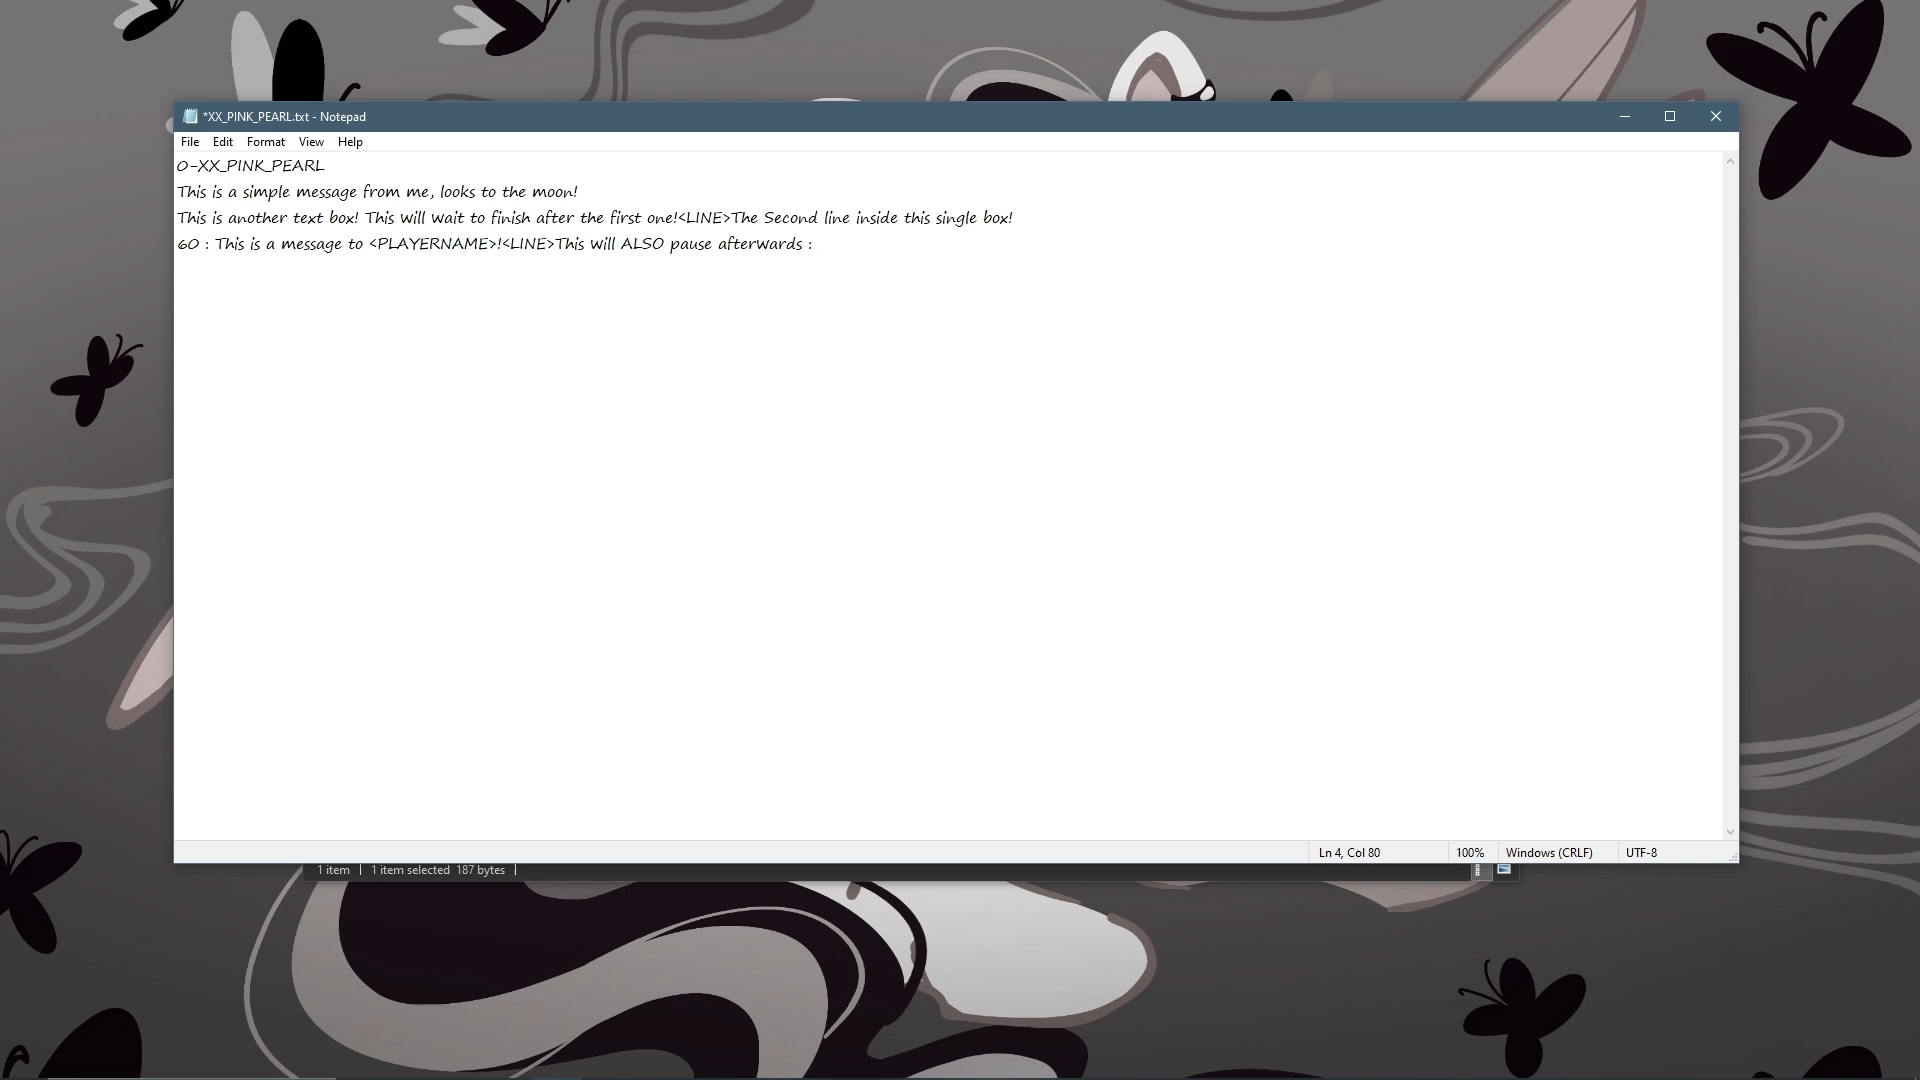 *XX_PINK_PEARL.txt - Notepad
File Edit Format View Help
0-XX_PINK_PEARL
This is a simple message from me, looks to the moon!
This is another text box! This will wait to finish after the first one!<LINE>The Second line inside this single box!
60 : This is a message to <PLAYERNAME>!<LINE>This will ALSO pause afterwards :
Ln 4, Col 80 100% Windows (CRLF) UTF-8
1 item 1 item selected 187 bytes